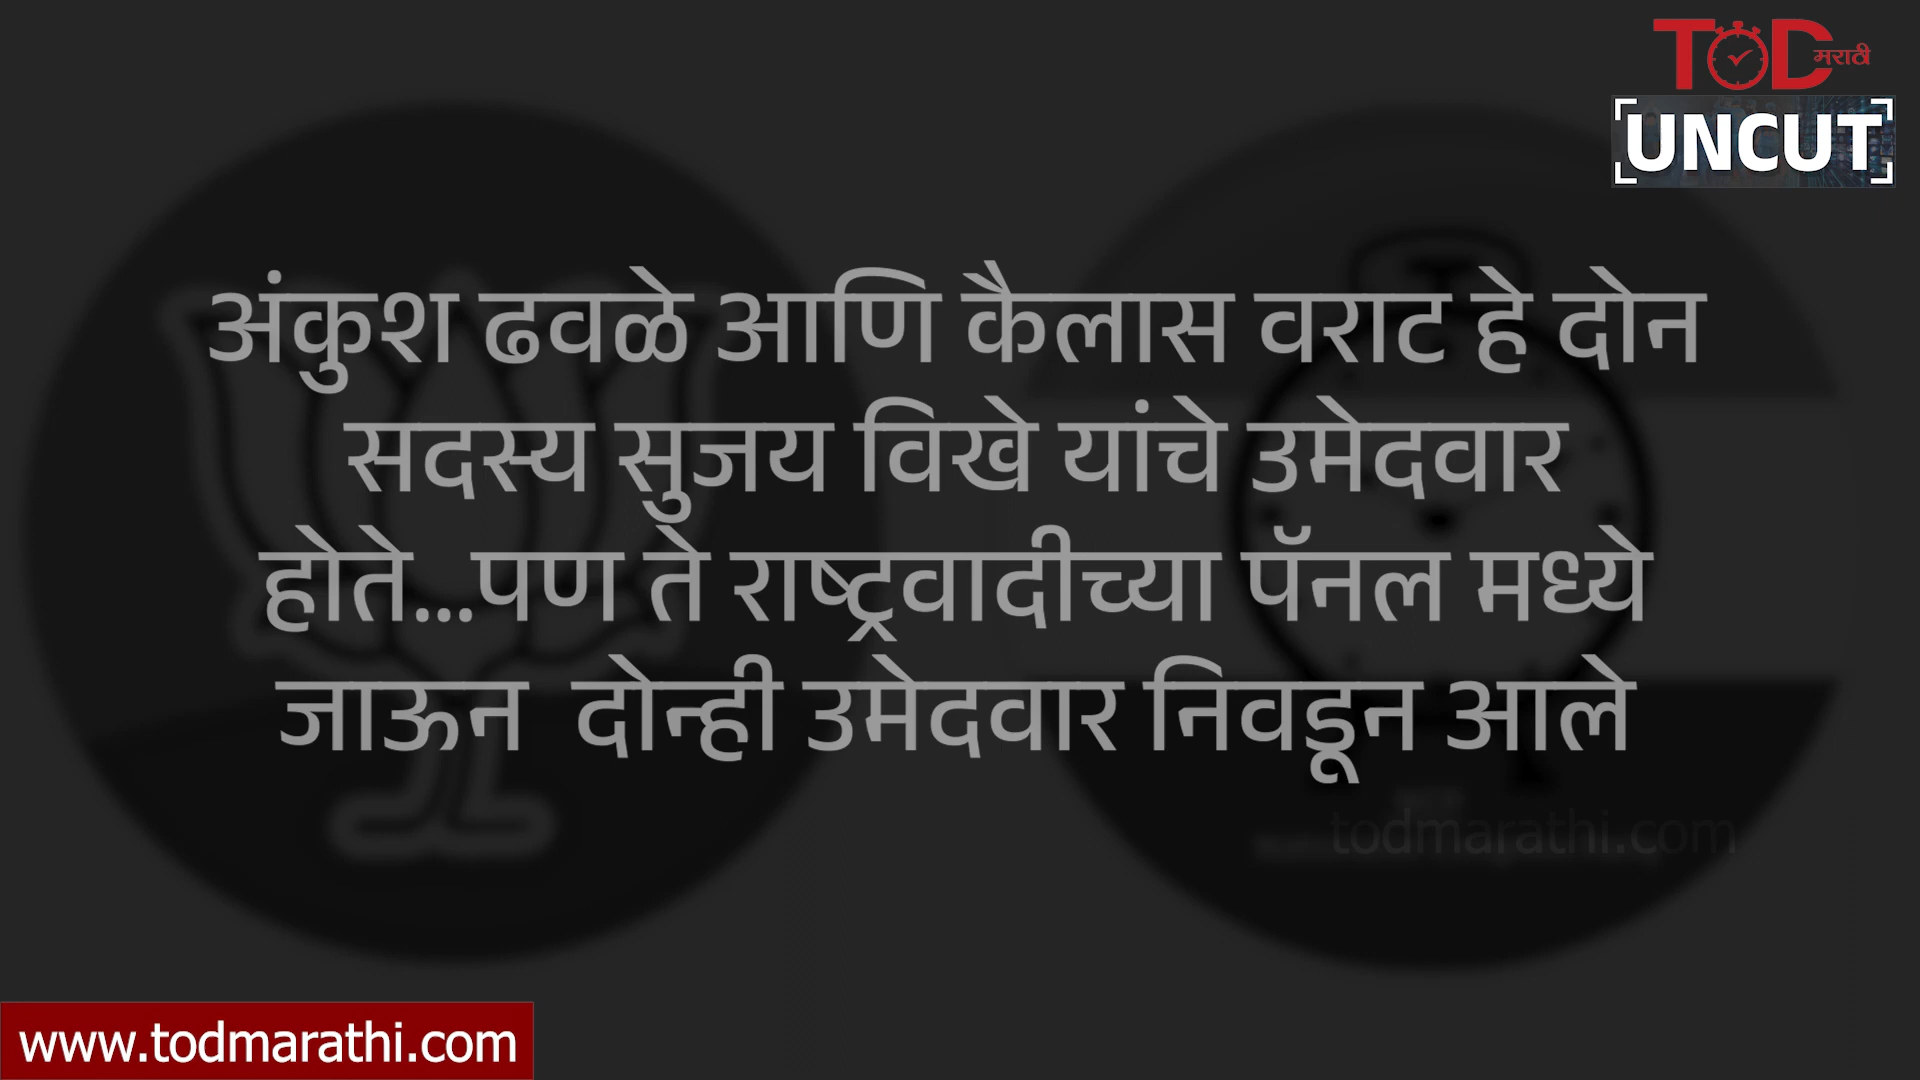 TOD मराठी
UNCUT
अंकुश ढवळे आणि कैलास वराट हे दोन
सदस्य सुजय विखे यांचे उमेदवार
होते...पण ते राष्ट्रवादीच्या पॅनल मध्ये
जाऊन  दोन्ही उमेदवार निवडून आले
todmarathi.com
www.todmarathi.com